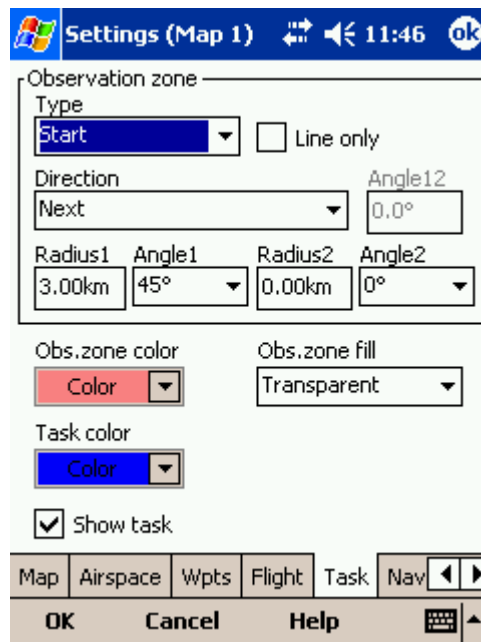 Settings (Map 1) 11:46 ok
Observation zone
Type
Start Line only
Direction Angle12
Next 0.0°
Radius1 Angle1 Radius2 Angle2
3.00km 45° 0.00km 0°
Obs.zone color Obs.zone fill
Color Transparent
Task color
Color
Show task
Map Airspace Wpts Flight Task Nav
OK Cancel Help